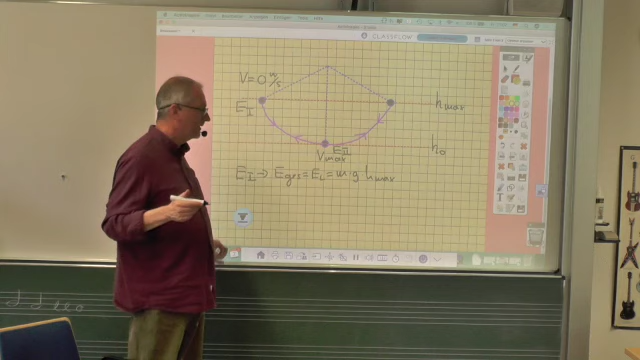 CLASSFLOW
V=0 m/s
E_I
h_max
V_max E_II
h_0
E_I ⇒ E_ges = E_L = m·g h_max